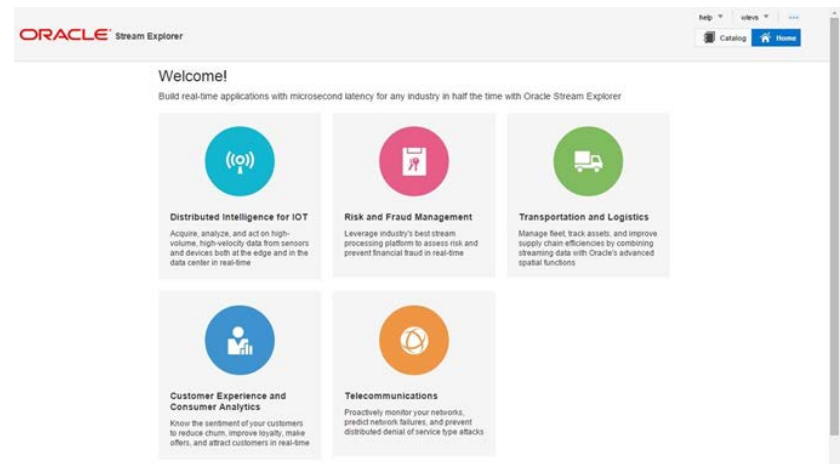 help wlevs
ORACLE Stream Explorer
Catalog Home
Welcome!
Build real-time applications with microsecond latency for any industry in half the time with Oracle Stream Explorer
Distributed Intelligence for IOT
Acquire, analyze, and act on high-
volume, high-velocity data from sensors
and devices both at the edge and in the
data center in real-time
Risk and Fraud Management
Leverage industry's best stream
processing platform to assess risk and
prevent financial fraud in real-time
Transportation and Logistics
Manage fleet, track assets, and improve
supply chain efficiencies by combining
streaming data with Oracle's advanced
spatial functions
Customer Experience and
Consumer Analytics
Know the sentiment of your customers
to reduce churn, improve loyalty, make
offers, and attract customers in real-time
Telecommunications
Proactively monitor your networks,
predict network failures, and prevent
distributed denial of service type attacks